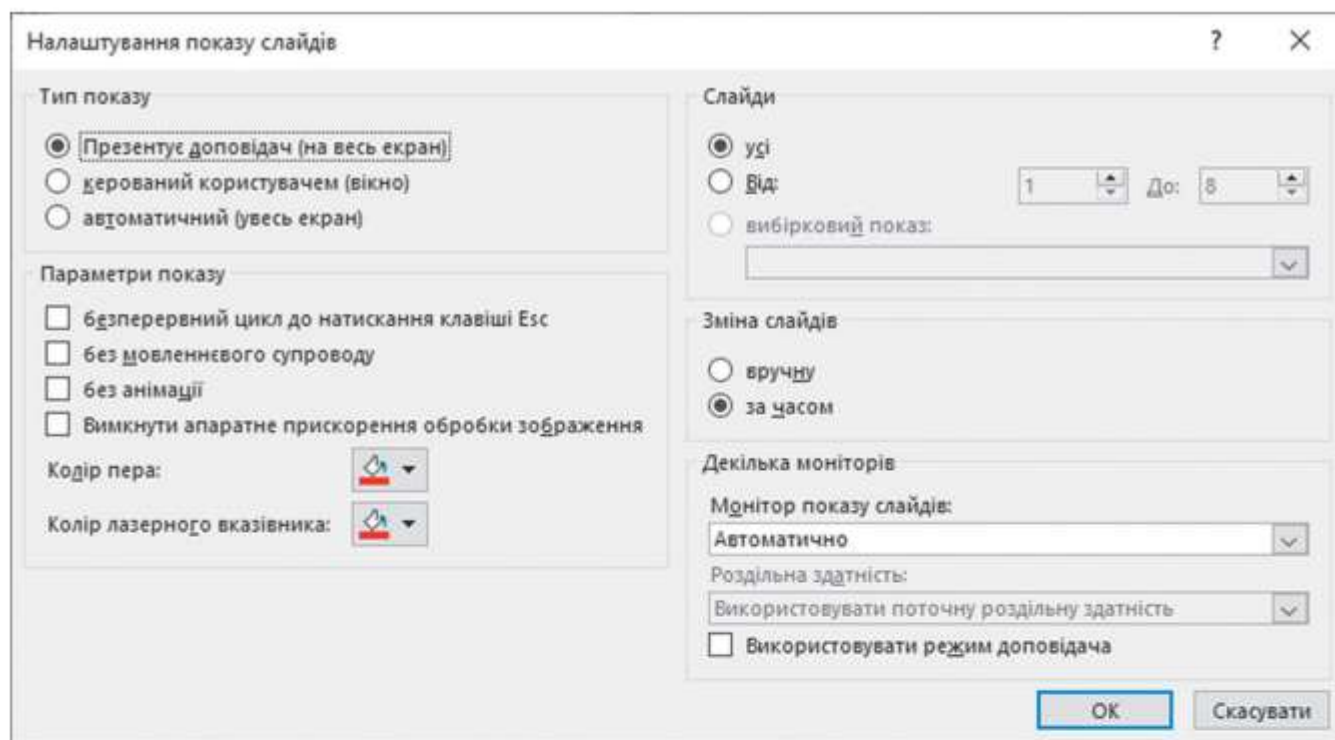 Налаштування показу слайдів
Тип показу
Презентує доповідач (на весь екран)
керований користувачем (вікно)
автоматичний (увесь екран)
Параметри показу
безперервний цикл до натискання клавіші Esc
без мовленнєвого супроводу
без анімації
Вимкнути апаратне прискорення обробки зображення
Колір пера:
Колір лазерного вказівника:
Слайди
усі
Від: 1 До: 8
вибірковий показ:
Зміна слайдів
вручну
за часом
Декілька моніторів
Монітор показу слайдів:
Автоматично
Роздільна здатність:
Використовувати поточну роздільну здатність
Використовувати режим доповідача
ОК Скасувати